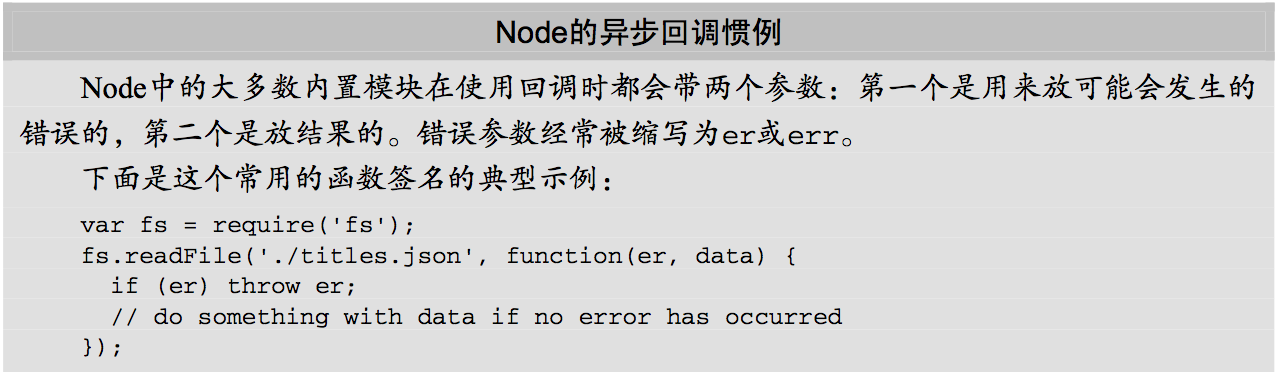 Node的异步回调惯例
Node中的大多数内置模块在使用回调时都会带两个参数：第一个是用来放可能会发生的
错误的，第二个是放结果的。错误参数经常被缩写为er或err。
下面是这个常用的函数签名的典型示例：
var fs = require('fs');
fs.readFile('./titles.json', function(er, data) {
  if (er) throw er;
  // do something with data if no error has occurred
});